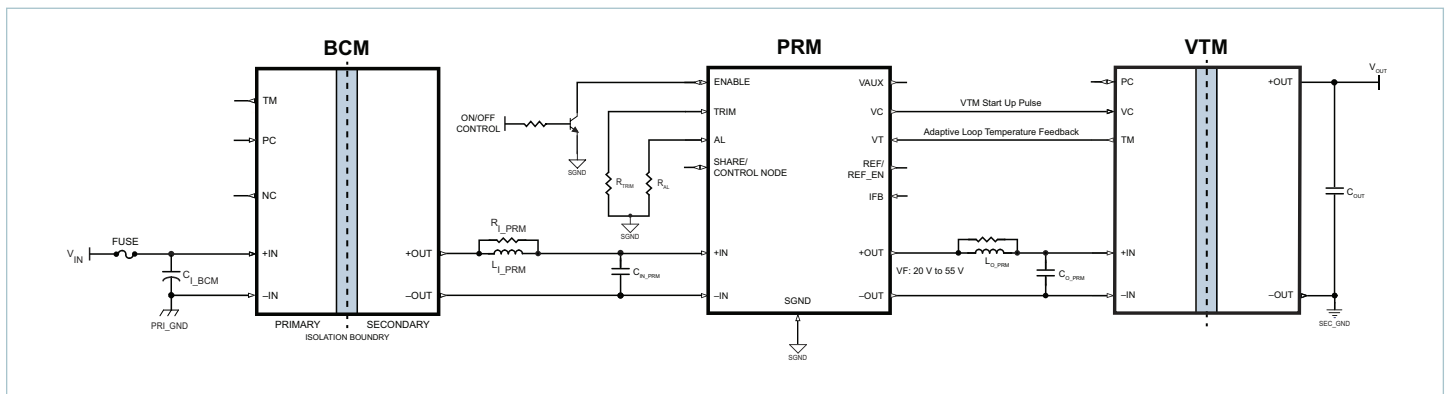 BCM
TM
PC
NC
+IN
–IN
+OUT
–OUT
PRIMARY
SECONDARY
ISOLATION BOUNDRY
V_IN
FUSE
C_I_BCM
PRI_GND
ON/OFF
CONTROL
SGND
R_TRIM
R_AL
SGND
R_I_PRM
L_I_PRM
C_IN_PRM
PRM
ENABLE
TRIM
AL
SHARE/
CONTROL NODE
+IN
–IN
VAUX
VC
VT
REF/
REF_EN
IFB
+OUT
–OUT
SGND
SGND
VTM Start Up Pulse
Adaptive Loop Temperature Feedback
L_O_PRM
VF: 20 V to 55 V
C_O_PRM
VTM
PC
VC
TM
+IN
–IN
+OUT
–OUT
V_OUT
C_OUT
SEC_GND